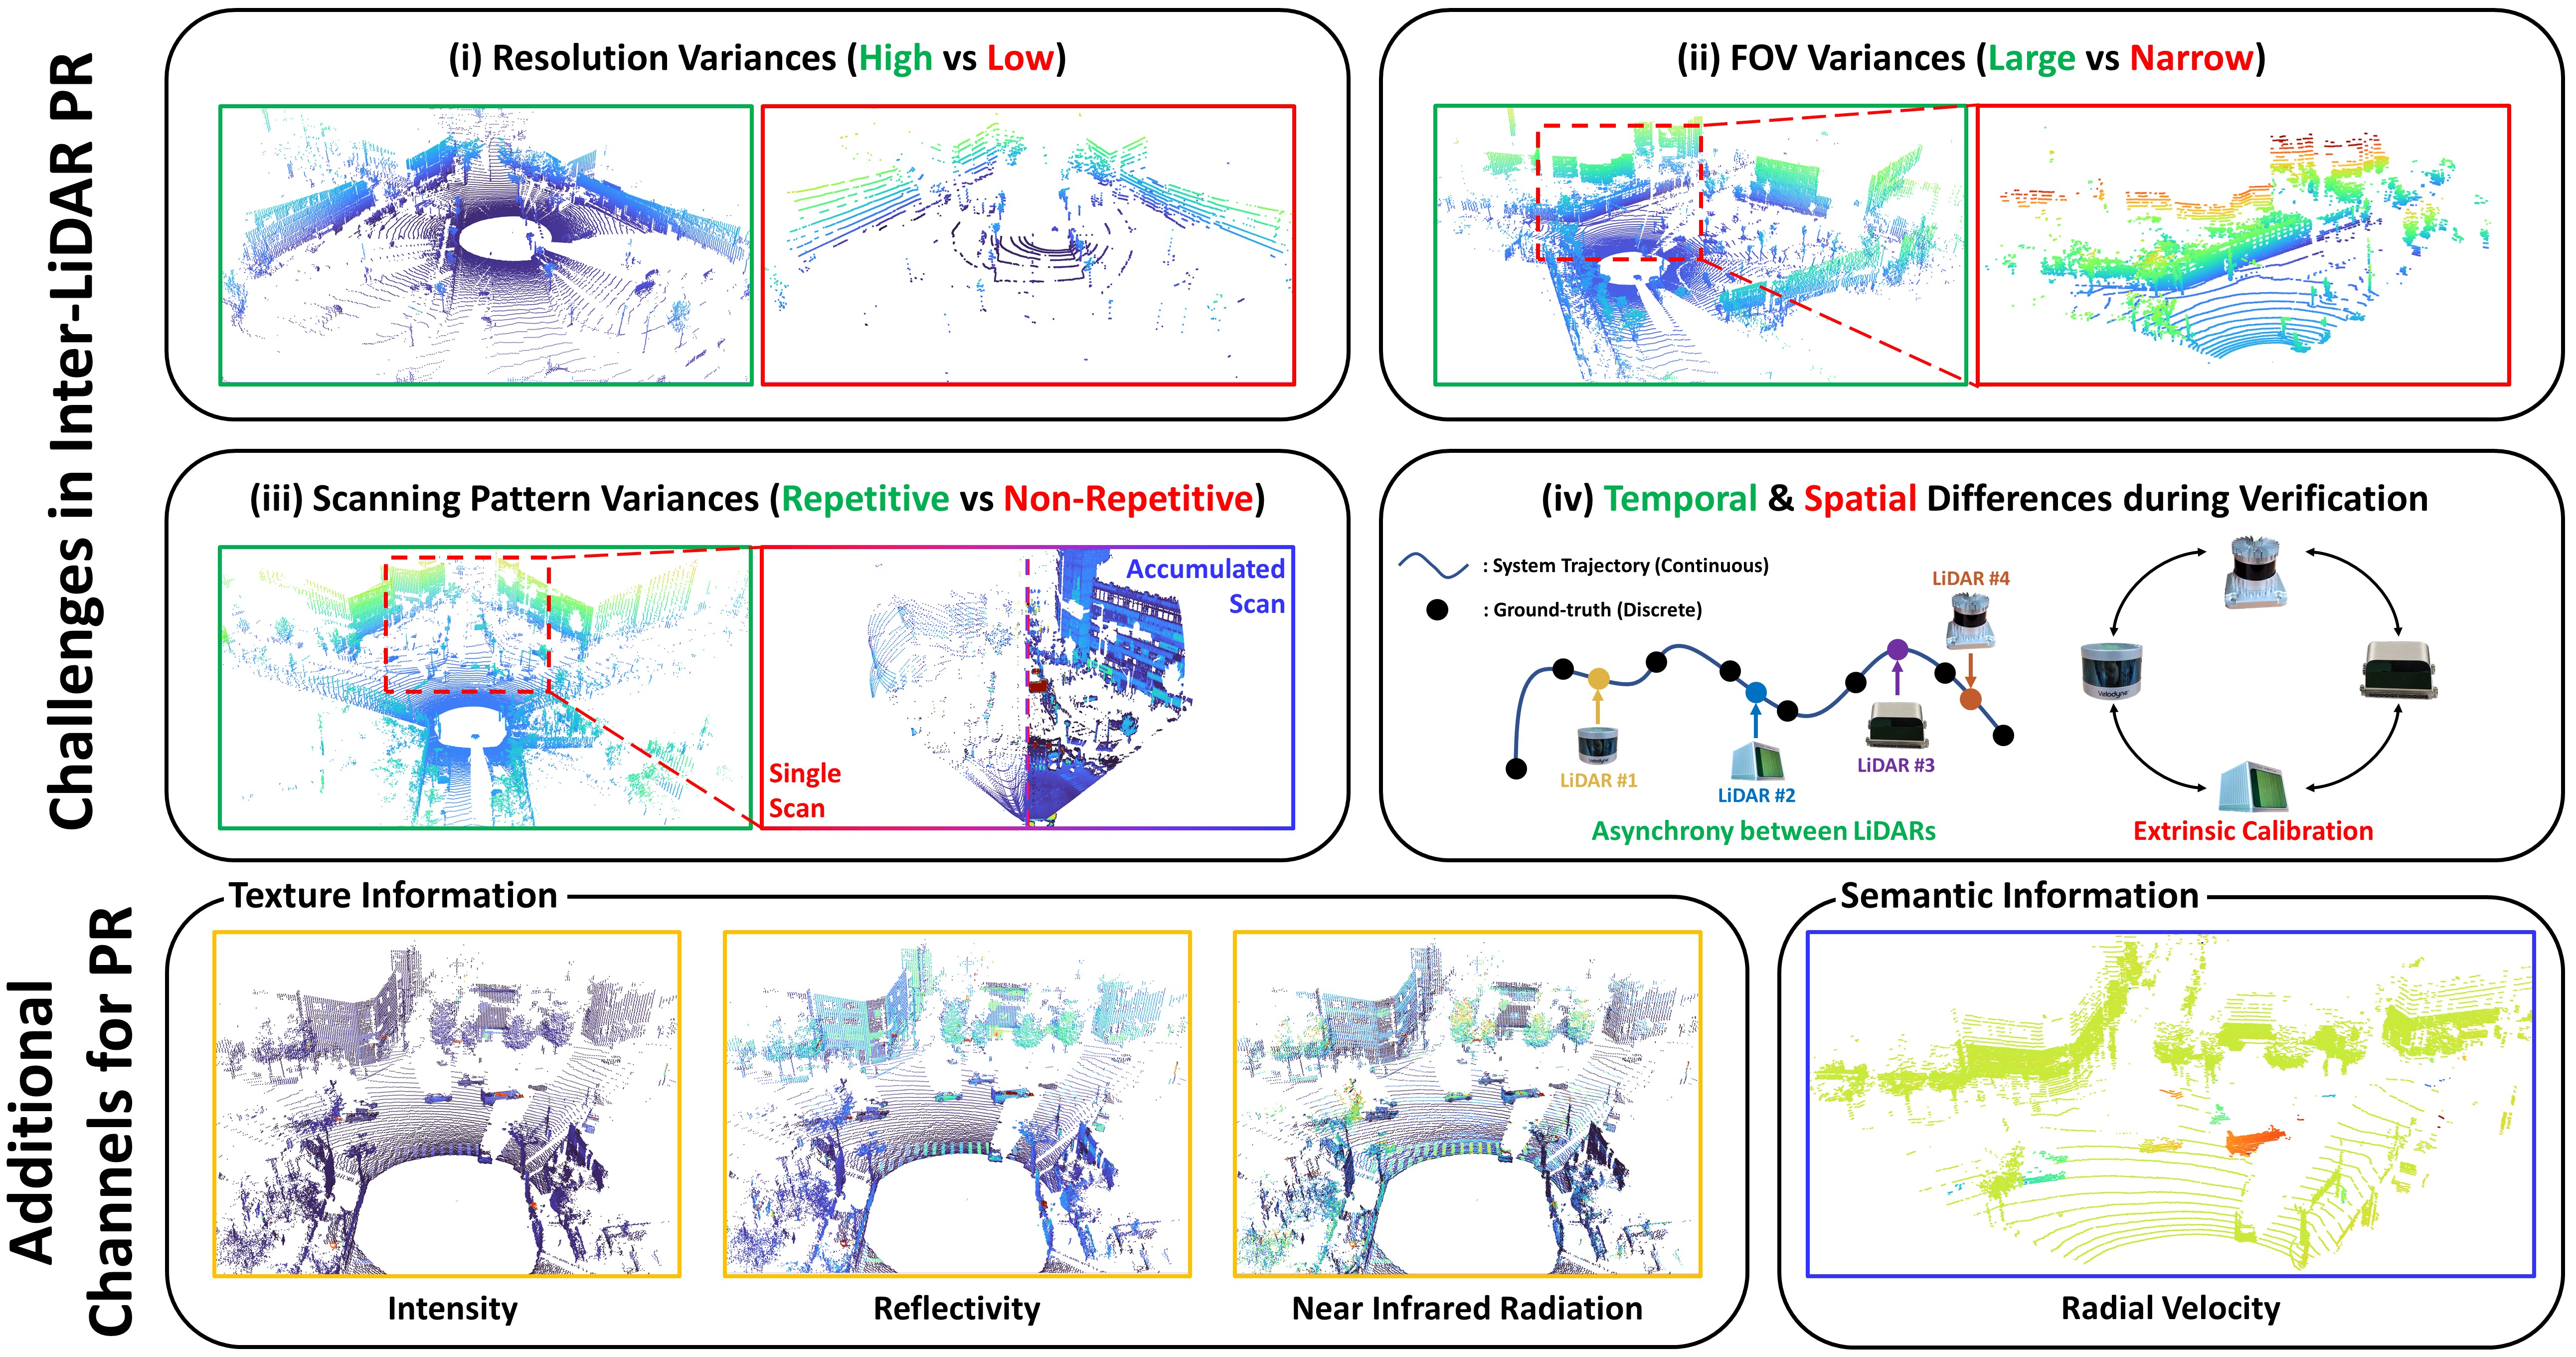 Challenges in Inter-LiDAR PR
(i) Resolution Variances (High vs Low)
(ii) FOV Variances (Large vs Narrow)
(iii) Scanning Pattern Variances (Repetitive vs Non-Repetitive)
Accumulated
Scan
Single
Scan
(iv) Temporal & Spatial Differences during Verification
: System Trajectory (Continuous)
: Ground-truth (Discrete)
LiDAR #4
LiDAR #1
LiDAR #2
LiDAR #3
Velodyne
Asynchrony between LiDARs
Extrinsic Calibration
Additional
Channels for PR
Texture Information
Intensity
Reflectivity
Near Infrared Radiation
Semantic Information
Radial Velocity